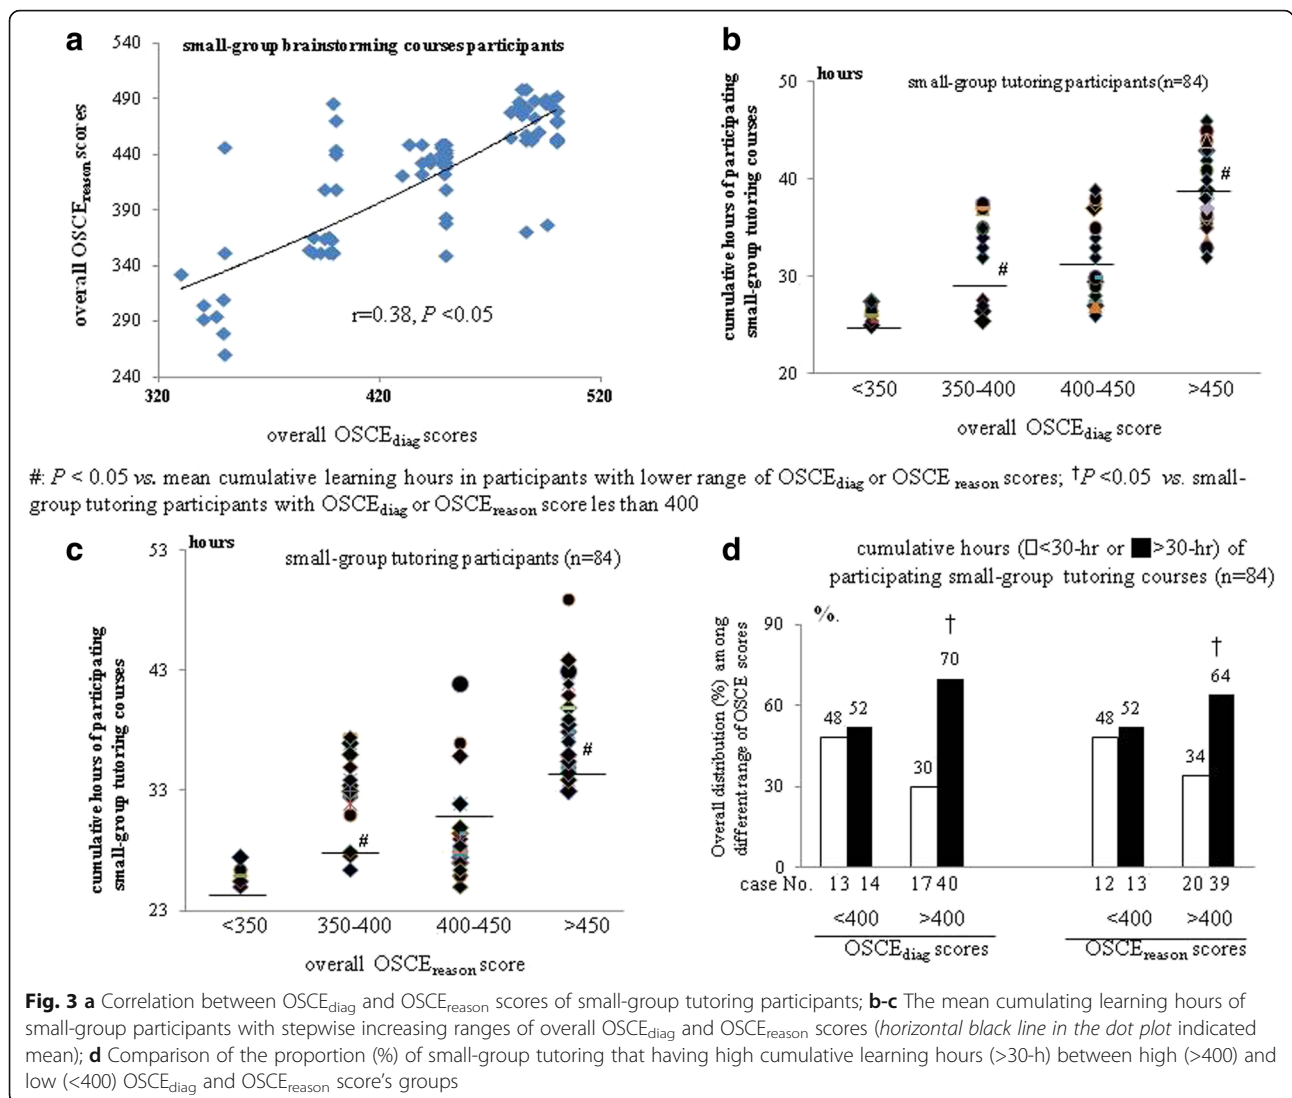 a
small-group brainstorming courses participants
overall OSCEreason scores
540
490
440
390
340
290
240
r=0.38, P <0.05
320
420
520
overall OSCEdiag scores
b
hours
small-group tutoring participants(n=84)
cumulative hours of participating
small-group tutoring courses
50
40
30
20
#
#
<350
350-400
400-450
>450
overall OSCEdiag score
#: P < 0.05 vs. mean cumulative learning hours in participants with lower range of OSCEdiag or OSCE reason scores; †P <0.05 vs. small-
group tutoring participants with OSCEdiag or OSCEreason score less than 400
c
hours
small-group tutoring participants (n=84)
cumulative hours of participating
small-group tutoring courses
53
43
33
23
#
#
<350
350-400
400-450
>450
overall OSCEreason score
d
cumulative hours (□<30-hr or ■>30-hr) of
participating small-group tutoring courses (n=84)
%.
Overall distribution (%) among
different range of OSCE scores
90
60
30
0
48
52
30
70
†
48
52
34
64
†
case No.
13 14
17 40
12 13
20 39
<400
>400
<400
>400
OSCEdiag scores
OSCEreason scores
Fig. 3 a Correlation between OSCEdiag and OSCEreason scores of small-group tutoring participants; b-c The mean cumulating learning hours of
small-group participants with stepwise increasing ranges of overall OSCEdiag and OSCEreason scores (horizontal black line in the dot plot indicated
mean); d Comparison of the proportion (%) of small-group tutoring that having high cumulative learning hours (>30-h) between high (>400) and
low (<400) OSCEdiag and OSCEreason score's groups